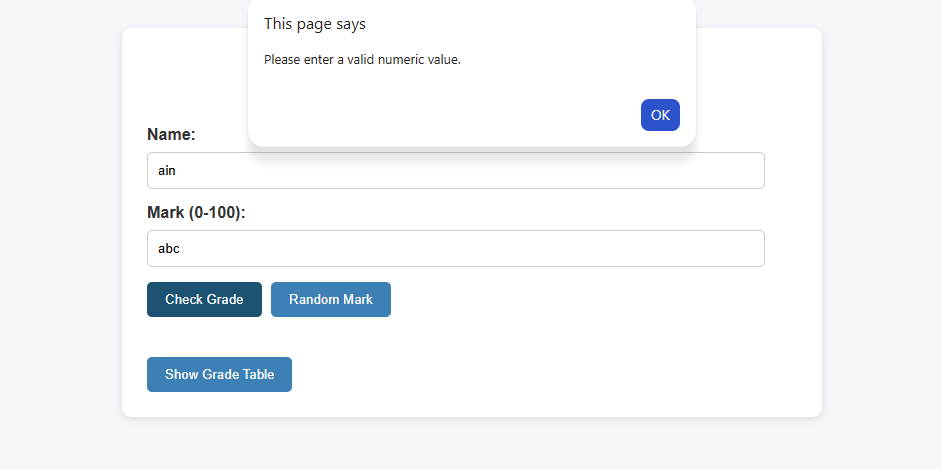 This page says
Please enter a valid numeric value.
OK
Name:
ain
Mark (0-100):
abc
Check Grade Random Mark
Show Grade Table